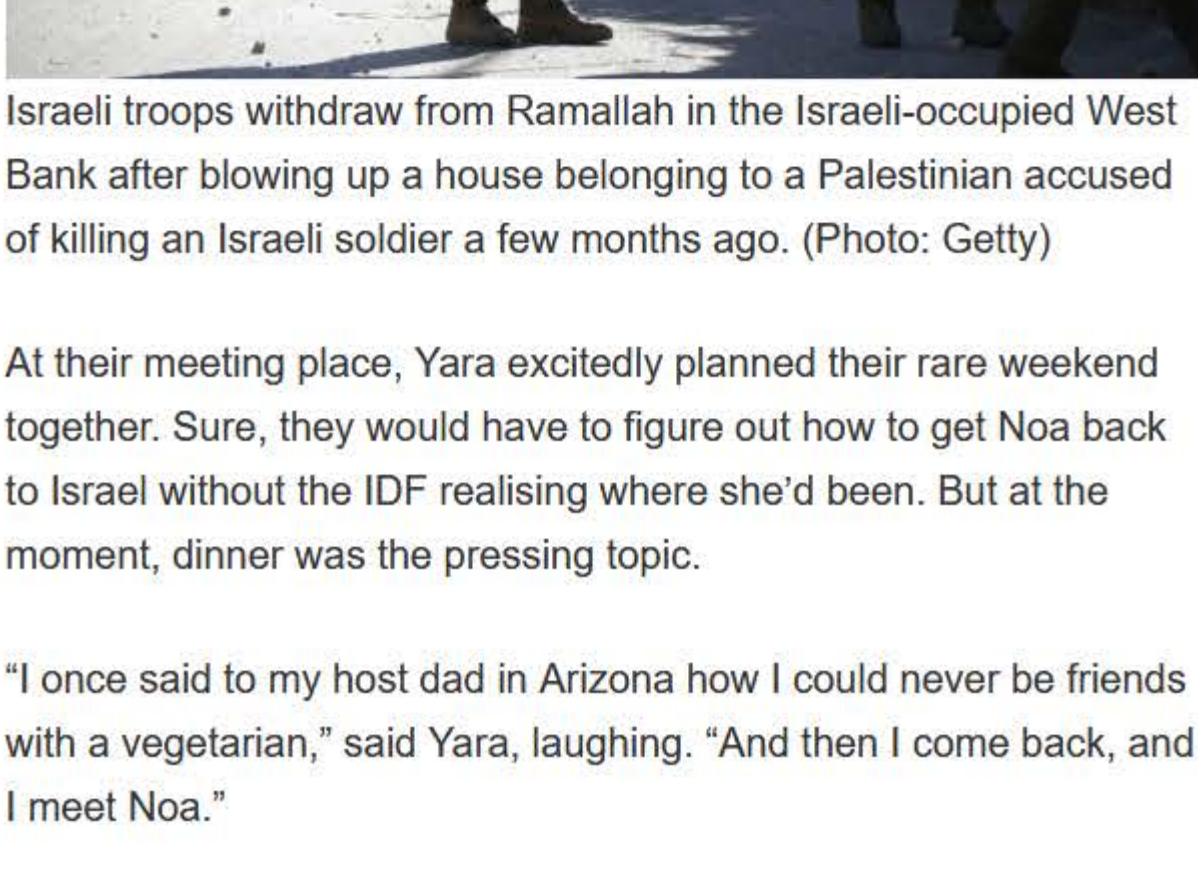 Israeli troops withdraw from Ramallah in the Israeli-occupied West
Bank after blowing up a house belonging to a Palestinian accused
of killing an Israeli soldier a few months ago. (Photo: Getty)
At their meeting place, Yara excitedly planned their rare weekend
together. Sure, they would have to figure out how to get Noa back
to Israel without the IDF realising where she’d been. But at the
moment, dinner was the pressing topic.
“I once said to my host dad in Arizona how I could never be friends
with a vegetarian,” said Yara, laughing. “And then I come back, and
I meet Noa.”